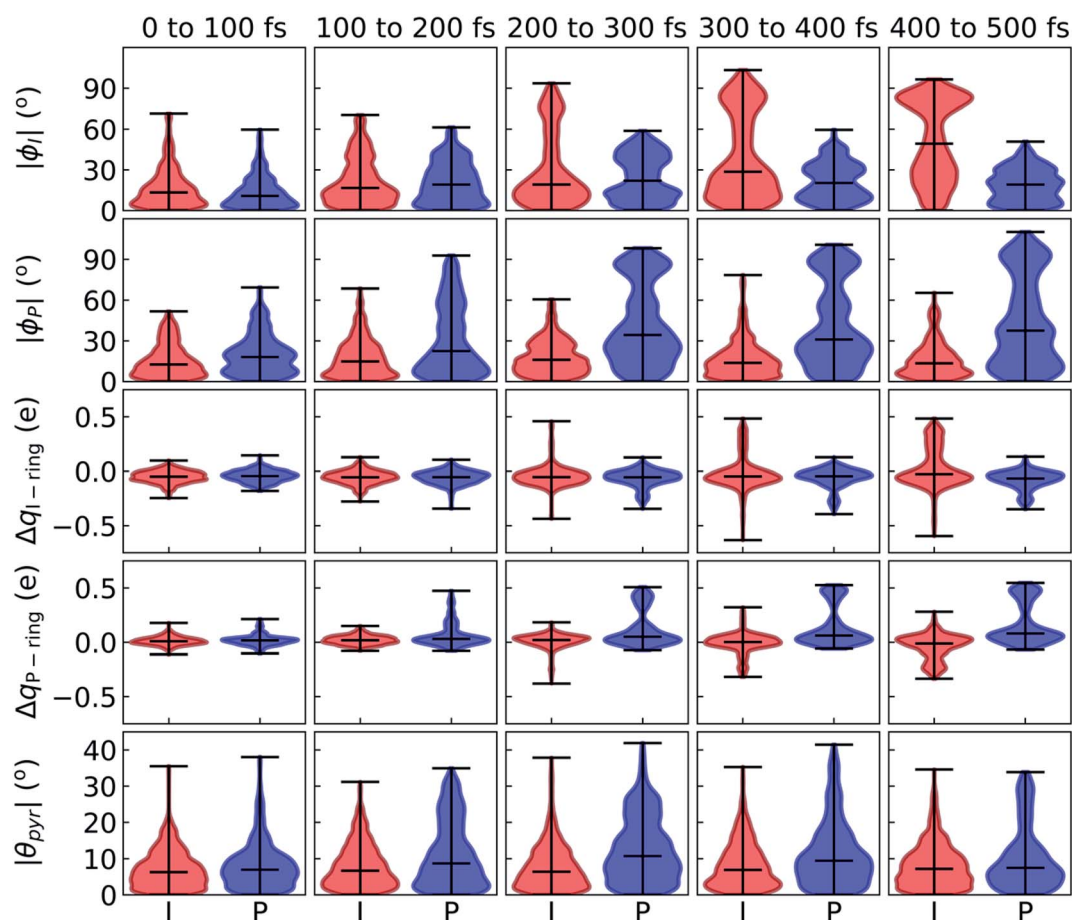 0 to 100 fs 100 to 200 fs 200 to 300 fs 300 to 400 fs 400 to 500 fs
|ϕI| (°)
90
60
30
0
|ϕP| (°)
90
60
30
0
ΔqI−ring (e)
0.5
0.0
−0.5
ΔqP−ring (e)
0.5
0.0
−0.5
|θpyr| (°)
40
30
20
10
0
I P I P I P I P I P